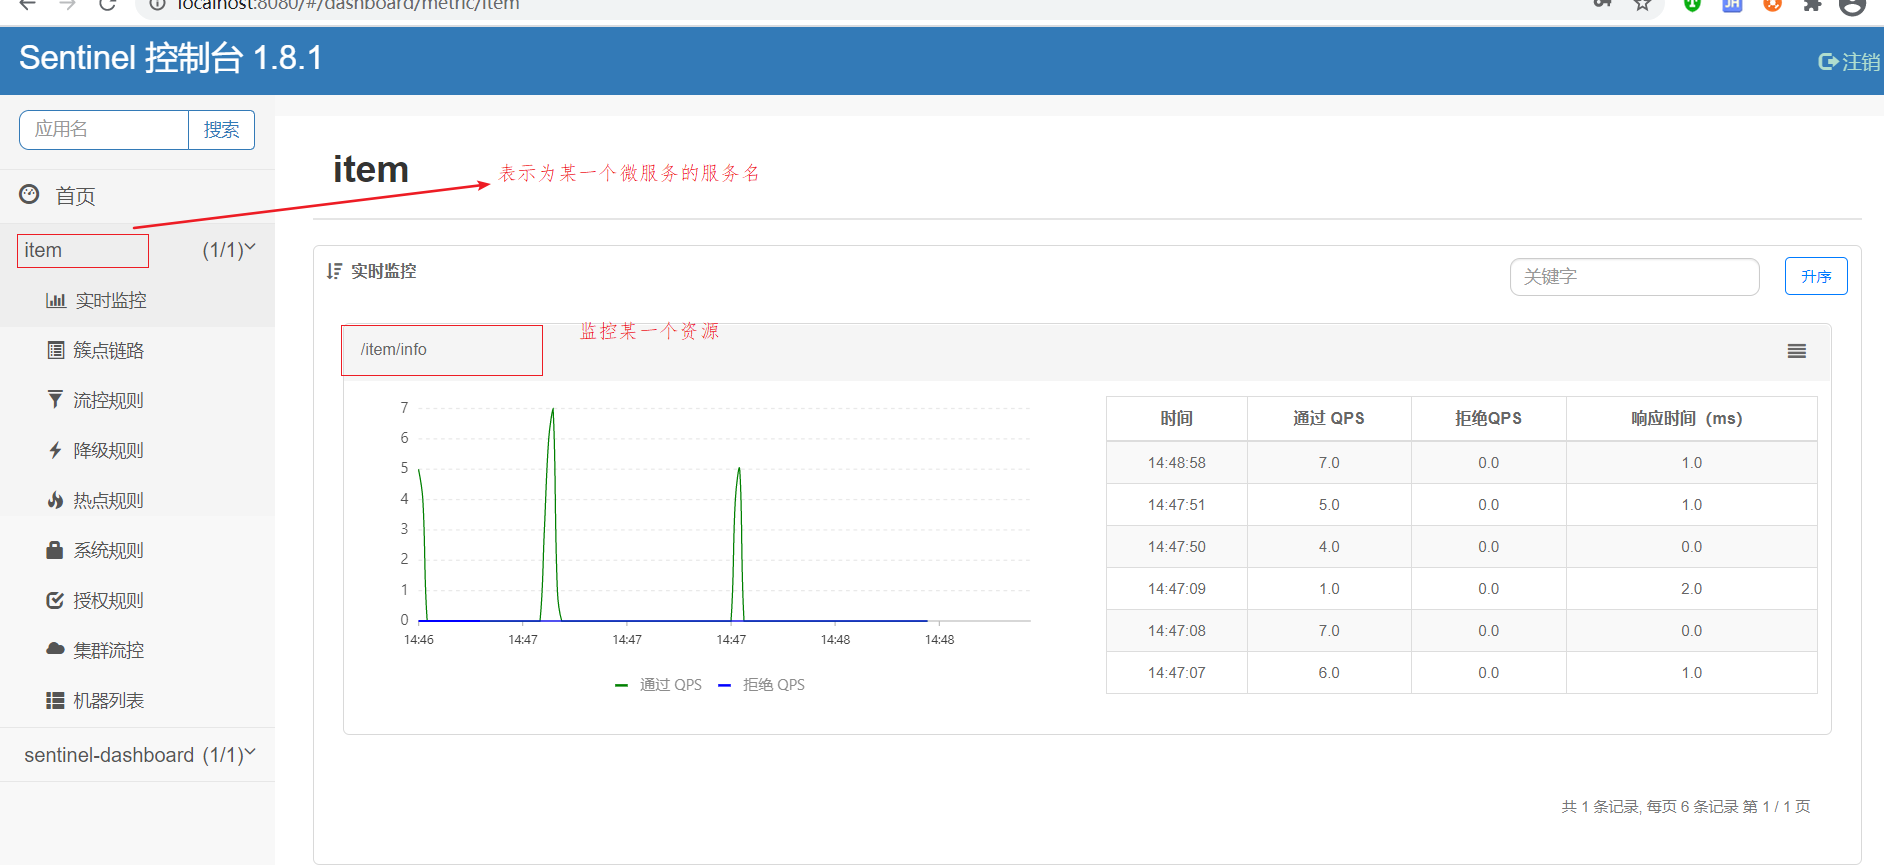 localhost:8080/#/dashboard/metric/item
JH
Sentinel 控制台 1.8.1
注销
应用名 搜索
首页
item (1/1)
实时监控
簇点链路
流控规则
降级规则
热点规则
系统规则
授权规则
集群流控
机器列表
sentinel-dashboard (1/1)
item
表示为某一个微服务的服务名
实时监控 关键字 升序
监控某一个资源
/item/info
7
6
5
4
3
2
1
0
14:46 14:47 14:47 14:47 14:48 14:48
通过 QPS 拒绝 QPS
时间 通过 QPS 拒绝QPS 响应时间（ms）
14:48:58 7.0 0.0 1.0
14:47:51 5.0 0.0 1.0
14:47:50 4.0 0.0 0.0
14:47:09 1.0 0.0 2.0
14:47:08 7.0 0.0 0.0
14:47:07 6.0 0.0 1.0
共 1 条记录, 每页 6 条记录 第 1 / 1 页